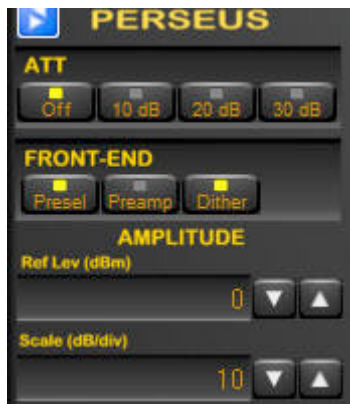 PERSEUS
ATT
Off 10 dB 20 dB 30 dB
FRONT-END
Presel Preamp Dither
AMPLITUDE
Ref Lev (dBm)
0
Scale (dB/div)
10